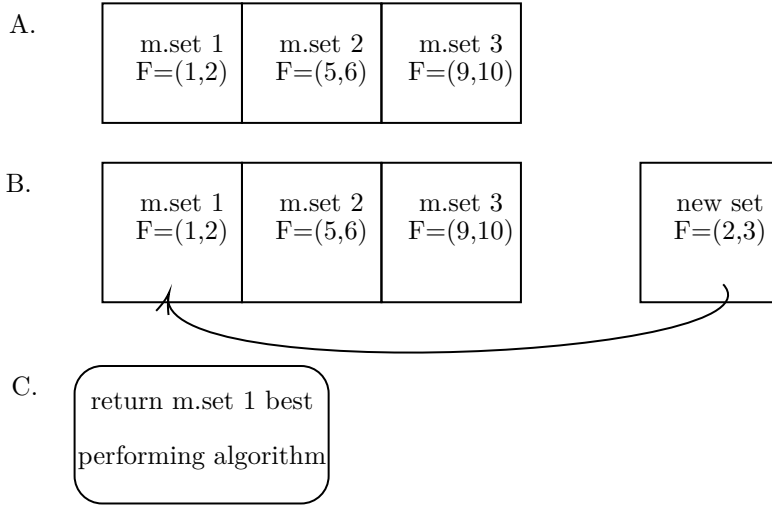 A.
m.set 1
F=(1,2)
m.set 2
F=(5,6)
m.set 3
F=(9,10)
B.
m.set 1
F=(1,2)
m.set 2
F=(5,6)
m.set 3
F=(9,10)
new set
F=(2,3)
C.
return m.set 1 best
performing algorithm